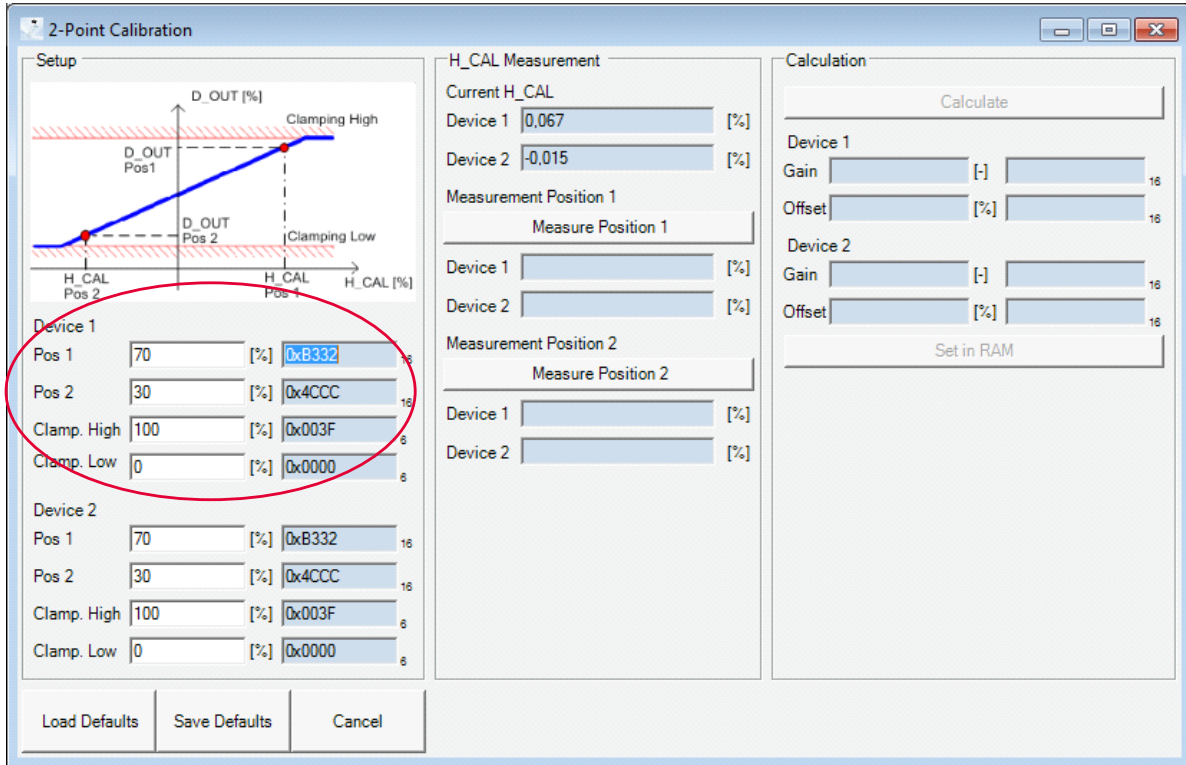 2-Point Calibration
Setup
D_OUT [%]
Clamping High
D_OUT
Pos1
D_OUT
Pos 2
Clamping Low
H_CAL
Pos 2
H_CAL
Pos 1
H_CAL [%]
Device 1
Pos 1 70 [%] 0xB332 16
Pos 2 30 [%] 0x4CCC 16
Clamp. High 100 [%] 0x003F 6
Clamp. Low 0 [%] 0x0000 6
Device 2
Pos 1 70 [%] 0xB332 16
Pos 2 30 [%] 0x4CCC 16
Clamp. High 100 [%] 0x003F 6
Clamp. Low 0 [%] 0x0000 6
Load Defaults Save Defaults Cancel
H_CAL Measurement
Current H_CAL
Device 1 0,067 [%]
Device 2 -0,015 [%]
Measurement Position 1
Measure Position 1
Device 1 [%]
Device 2 [%]
Measurement Position 2
Measure Position 2
Device 1 [%]
Device 2 [%]
Calculation
Calculate
Device 1
Gain [-] 16
Offset [%] 16
Device 2
Gain [-] 16
Offset [%] 16
Set in RAM